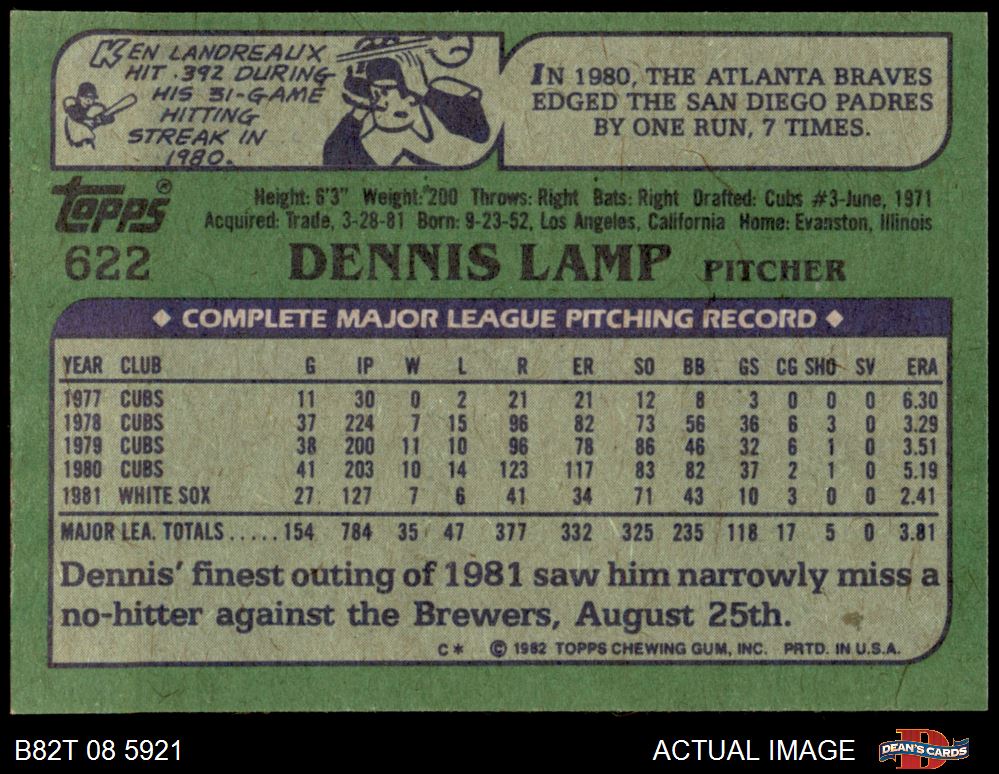 KEN LANDREAUX
HIT .392 DURING
HIS 31-GAME
HITTING
STREAK IN
1980.
IN 1980, THE ATLANTA BRAVES
EDGED THE SAN DIEGO PADRES
BY ONE RUN, 7 TIMES.
TOPPS®
622
Height: 6'3" Weight: 200 Throws: Right Bats: Right Drafted: Cubs #3-June, 1971
Acquired: Trade, 3-28-81 Born: 9-23-52, Los Angeles, California Home: Evanston, Illinois
DENNIS LAMP PITCHER
◆ COMPLETE MAJOR LEAGUE PITCHING RECORD ◆
YEAR CLUB G IP W L R ER SO BB GS CG SHO SV ERA
1977 CUBS 11 30 0 2 21 21 12 8 3 0 0 0 6.30
1978 CUBS 37 224 7 15 96 82 73 56 36 6 3 0 3.29
1979 CUBS 38 200 11 10 96 78 86 46 32 6 1 0 3.51
1980 CUBS 41 203 10 14 123 117 83 82 37 2 1 0 5.19
1981 WHITE SOX 27 127 7 6 41 34 71 43 10 3 0 0 2.41
MAJOR LEA. TOTALS.....154 784 35 47 377 332 325 235 118 17 5 0 3.81
Dennis' finest outing of 1981 saw him narrowly miss a
no-hitter against the Brewers, August 25th.
C* © 1982 TOPPS CHEWING GUM, INC. PRTD. IN U.S.A.
B82T 08 5921
ACTUAL IMAGE
DEAN'S CARDS